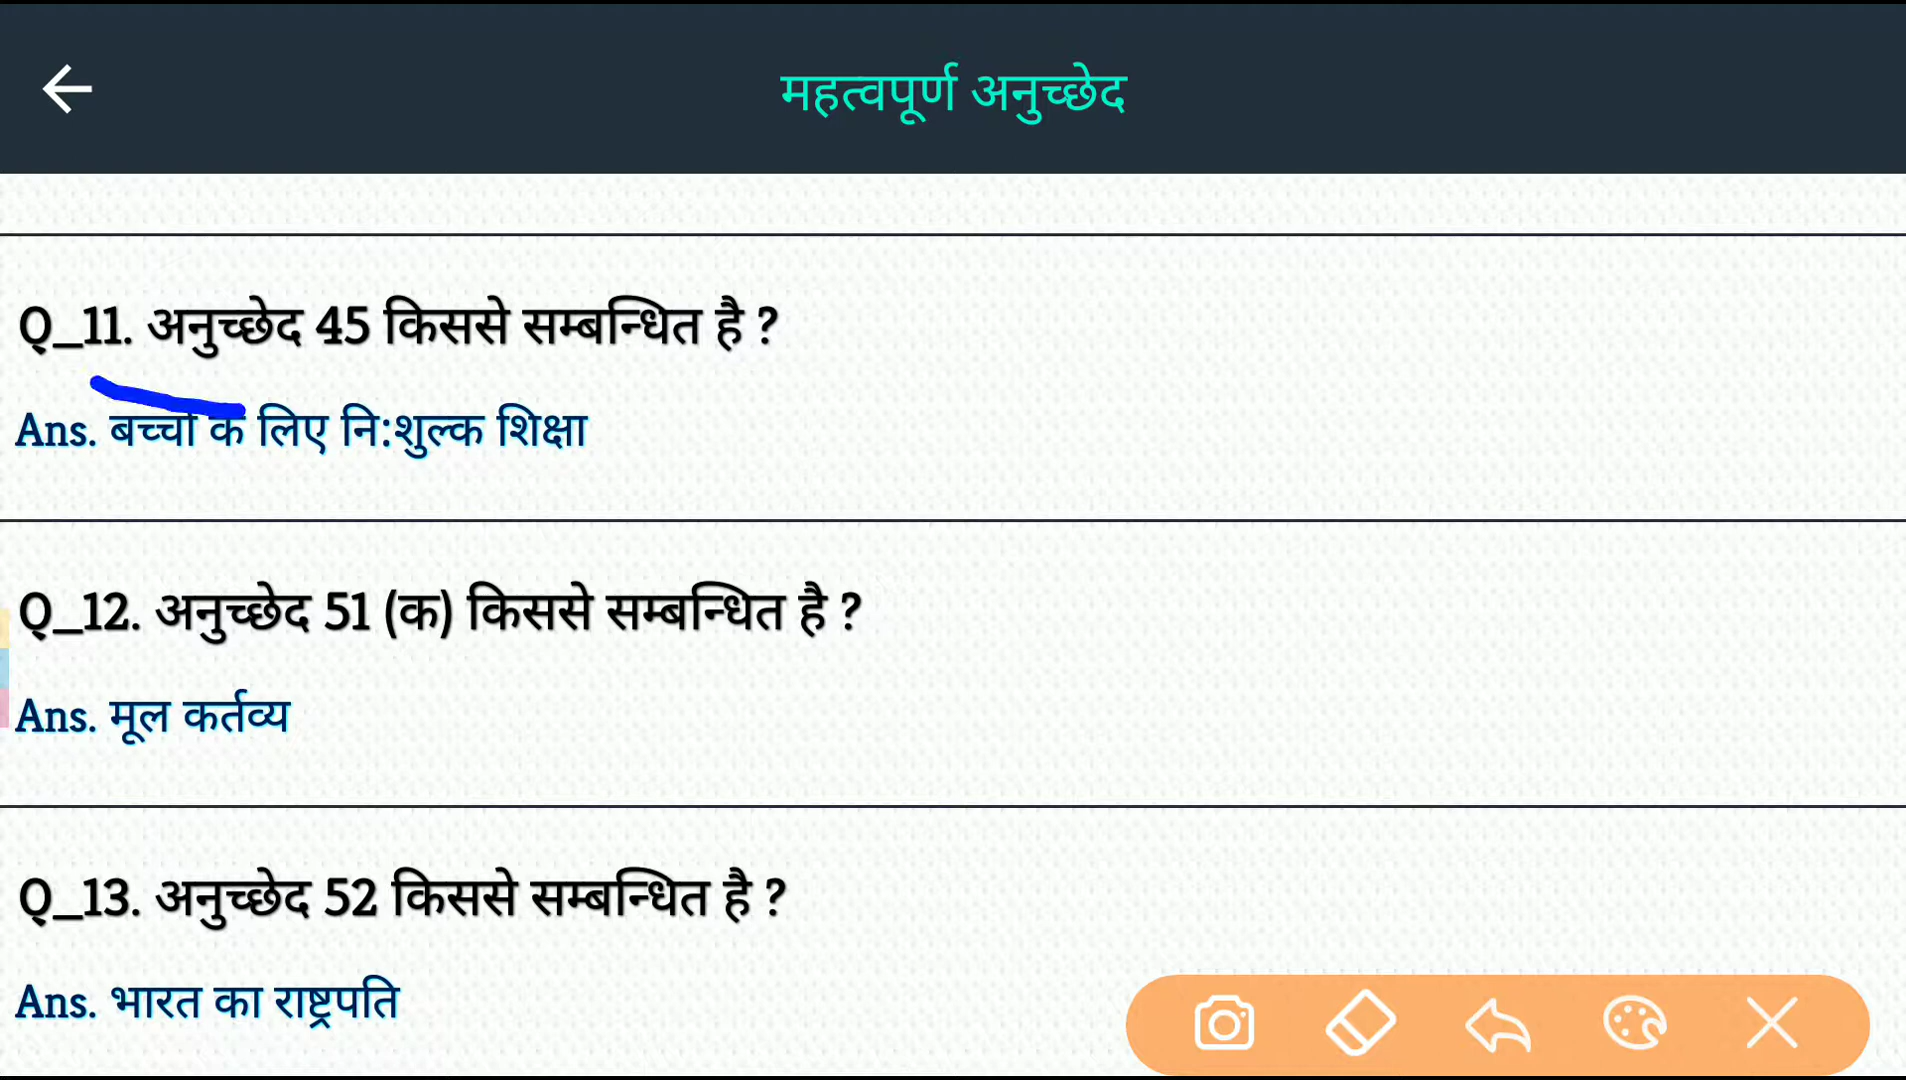 महत्वपूर्ण अनुच्छेद
Q_11. अनुच्छेद 45 किससे सम्बन्धित है ?
Ans. बच्चों के लिए नि:शुल्क शिक्षा
Q_12. अनुच्छेद 51 (क) किससे सम्बन्धित है ?
Ans. मूल कर्तव्य
Q_13. अनुच्छेद 52 किससे सम्बन्धित है ?
Ans. भारत का राष्ट्रपति